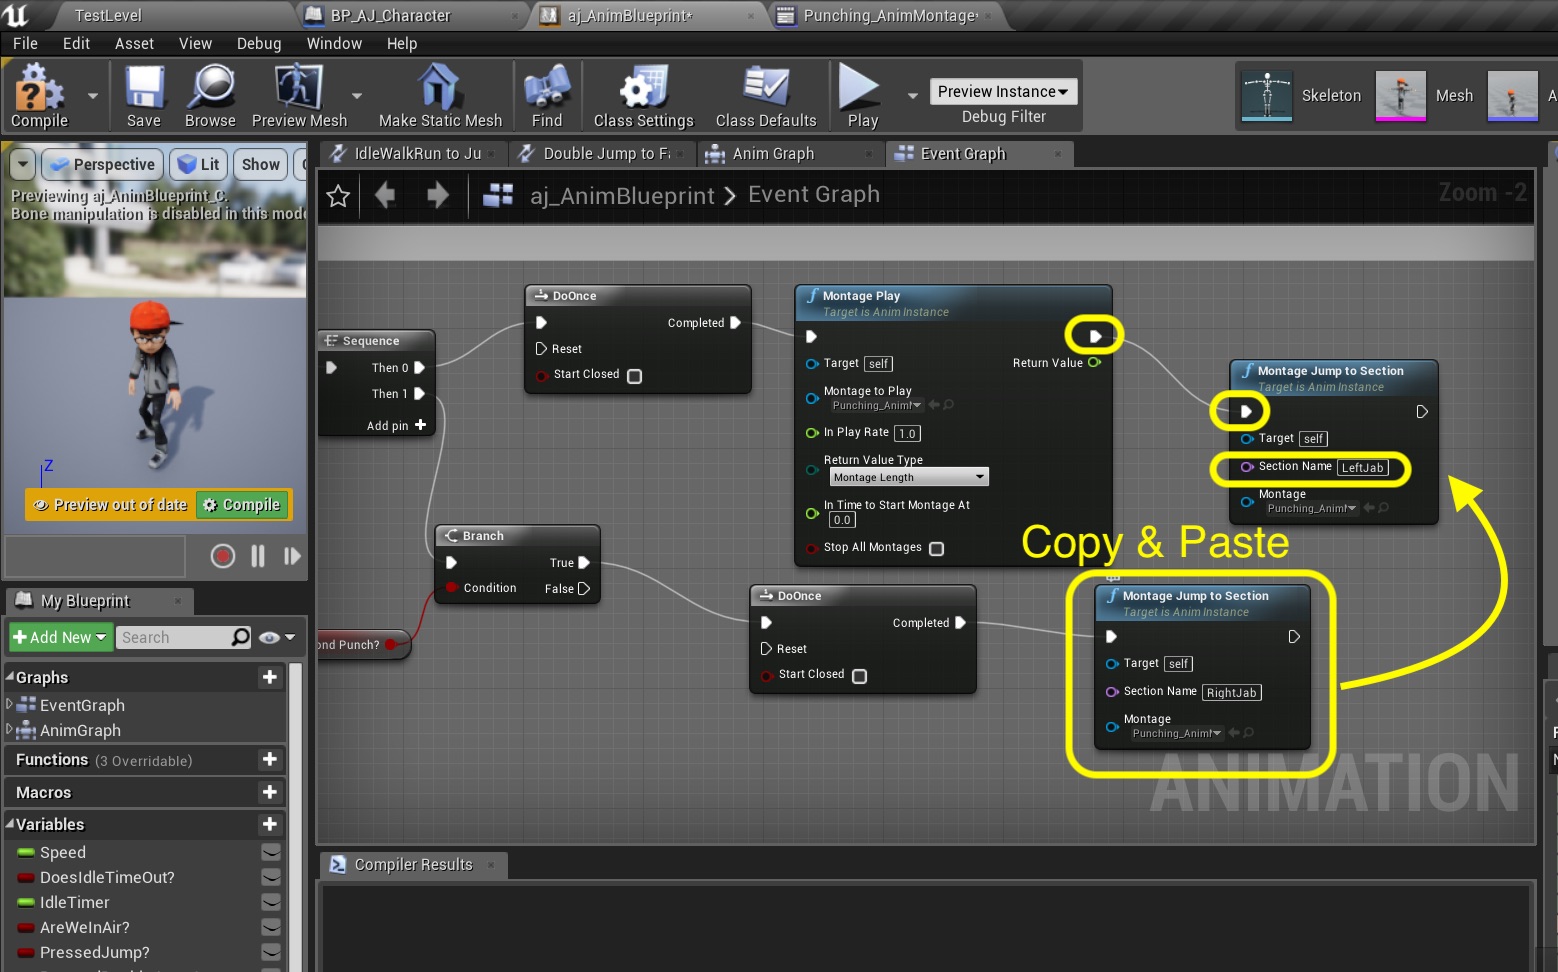 TestLevel
BP_AJ_Character
aj_AnimBlueprint*
Punching_AnimMontage*
File Edit Asset View Debug Window Help
Compile
Save
Browse
Preview Mesh
Make Static Mesh
Find
Class Settings
Class Defaults
Play
Preview Instance
Debug Filter
Skeleton
Mesh
A
Perspective
Lit
Show
Previewing aj_AnimBlueprint_C.
Bone manipulation is disabled in this mod
IdleWalkRun to Ju
Double Jump to F
Anim Graph
Event Graph
aj_AnimBlueprint > Event Graph
Zoom -2
Z
Preview out of date
Compile
Sequence
Then 0
Then 1
Add pin
DoOnce
Completed
Reset
Start Closed
Montage Play
Target is Anim Instance
Target self
Return Value
Montage to Play
Punching_Anim
In Play Rate 1.0
Return Value Type
Montage Length
In Time to Start Montage At
0.0
Stop All Montages
Montage Jump to Section
Target is Anim Instance
Target self
Section Name LeftJab
Montage
Punching_Anim
Copy & Paste
Branch
True
Condition
False
ond Punch?
DoOnce
Completed
Reset
Start Closed
Montage Jump to Section
Target is Anim Instance
Target self
Section Name RightJab
Montage
Punching_Anim
ANIMATION
My Blueprint
Add New
Search
Graphs
EventGraph
AnimGraph
Functions (3 Overridable)
Macros
Variables
Speed
DoesIdleTimeOut?
IdleTimer
AreWeInAir?
PressedJump?
Compiler Results